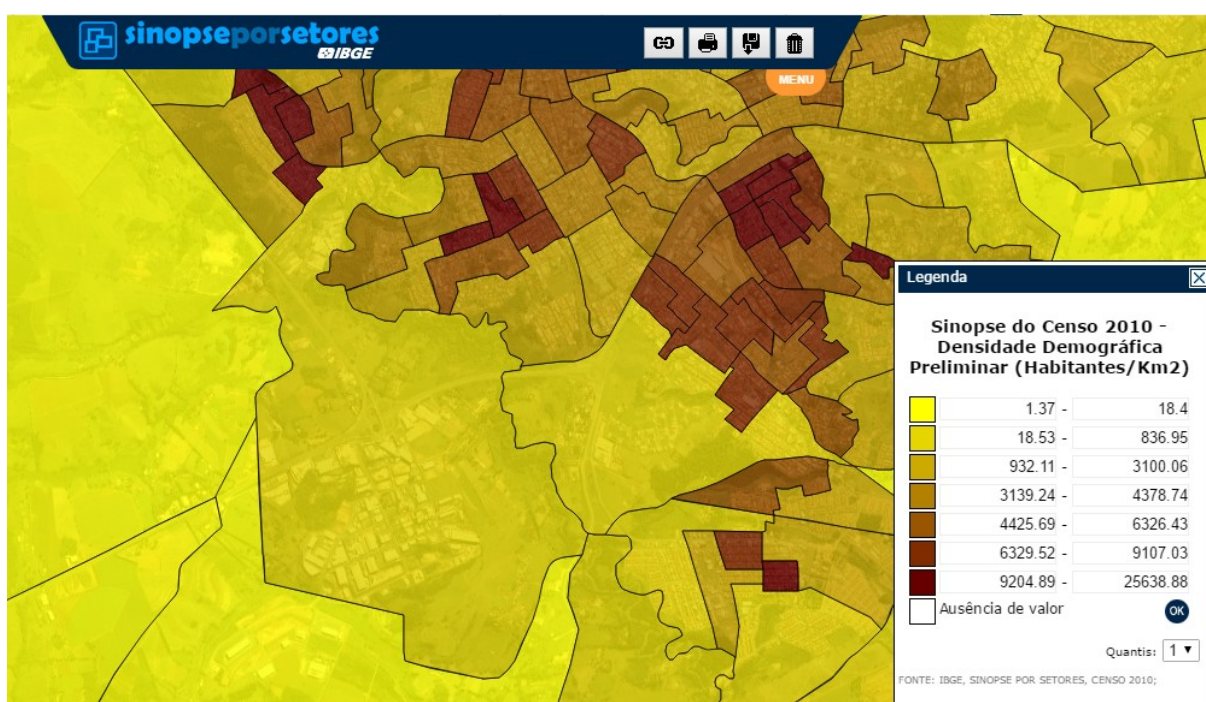 sinopseporsetores
IBGE
MENU
Legenda
Sinopse do Censo 2010 -
Densidade Demográfica
Preliminar (Habitantes/Km2)
1.37 - 18.4
18.53 - 836.95
932.11 - 3100.06
3139.24 - 4378.74
4425.69 - 6326.43
6329.52 - 9107.03
9204.89 - 25638.88
Ausência de valor OK
Quantis: 1
FONTE: IBGE, SINOPSE POR SETORES, CENSO 2010;